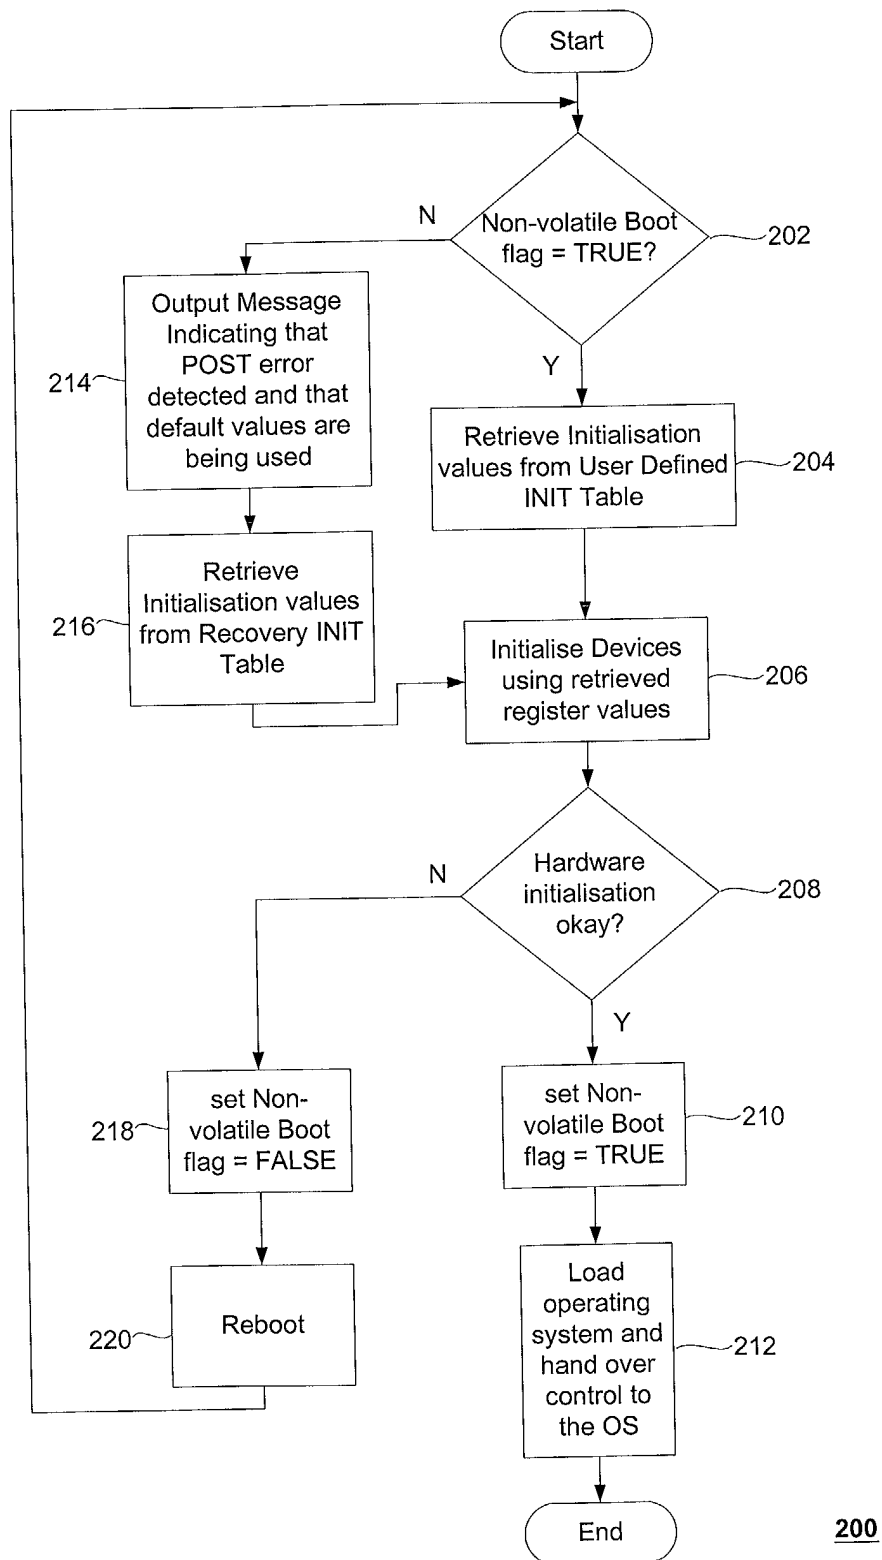 Start
Non-volatile Boot
flag = TRUE?
202
N
Y
Output Message
Indicating that
POST error
detected and that
default values are
being used
214
Retrieve Initialisation
values from User Defined
INIT Table
204
Retrieve
Initialisation values
from Recovery INIT
Table
216
Initialise Devices
using retrieved
register values
206
Hardware
initialisation
okay?
208
N
Y
set Non-
volatile Boot
flag = FALSE
218
set Non-
volatile Boot
flag = TRUE
210
Reboot
220
Load
operating
system and
hand over
control to
the OS
212
End
200